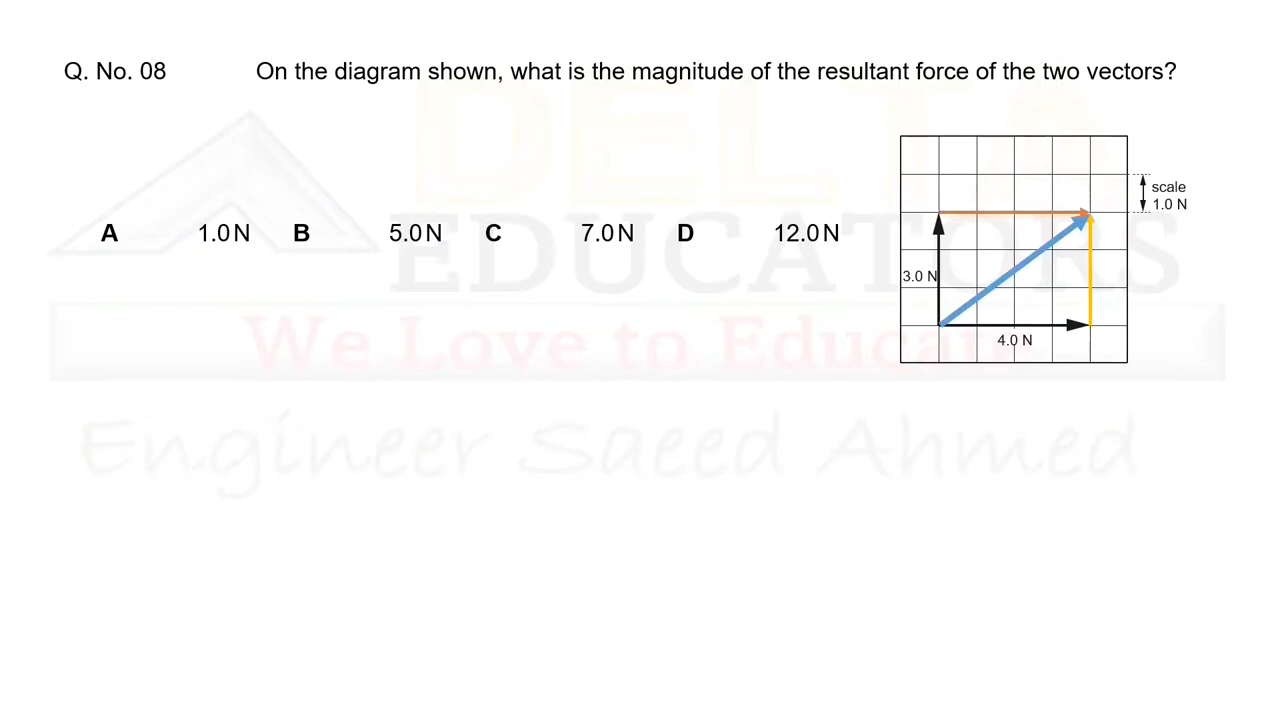 Q. No. 08 On the diagram shown, what is the magnitude of the resultant force of the two vectors?
A 1.0 N B 5.0 N C 7.0 N D 12.0 N
scale
1.0 N
3.0 N
4.0 N
DELTA
EDUCATORS
We Love to Educate
Engineer Saeed Ahmed